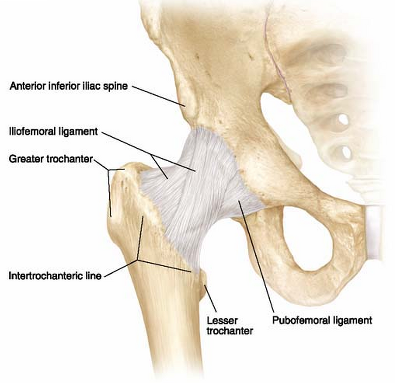 Anterior inferior iliac spine
Iliofemoral ligament
Greater trochanter
Intertrochanteric line
Lesser
trochanter
Pubofemoral ligament